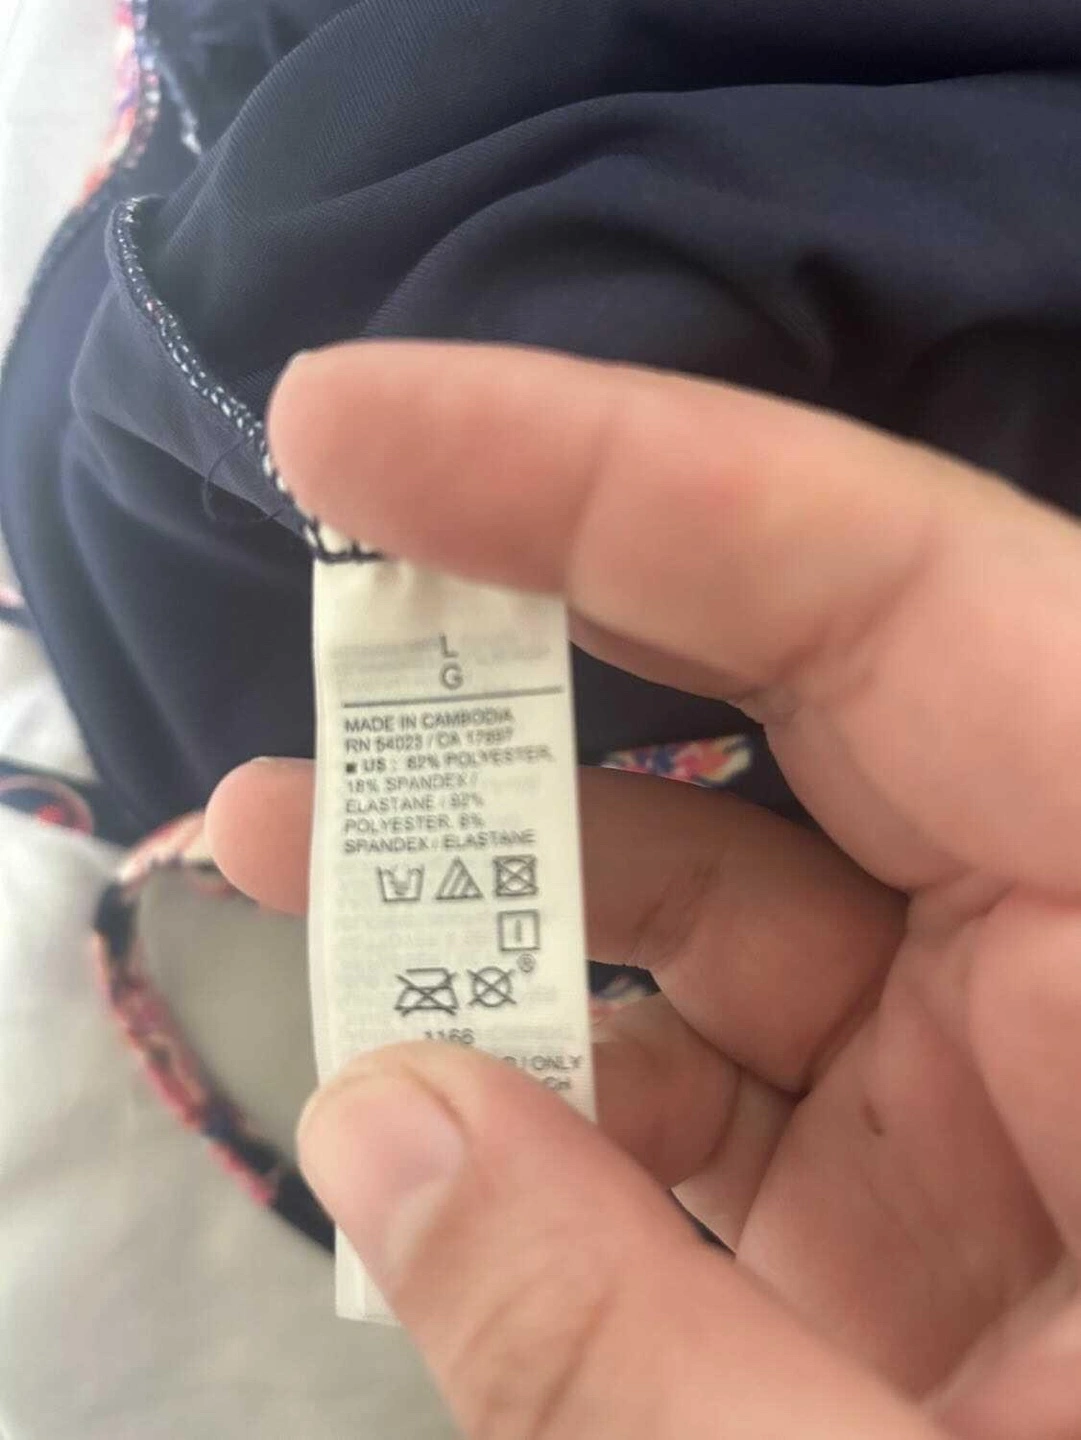 L
G
MADE IN CAMBODIA
RN 54023 / CA 17897
■ US : 82% POLYESTER,
18% SPANDEX /
ELASTANE / 92%
POLYESTER, 8%
SPANDEX / ELASTANE
®
1166
/ ONLY